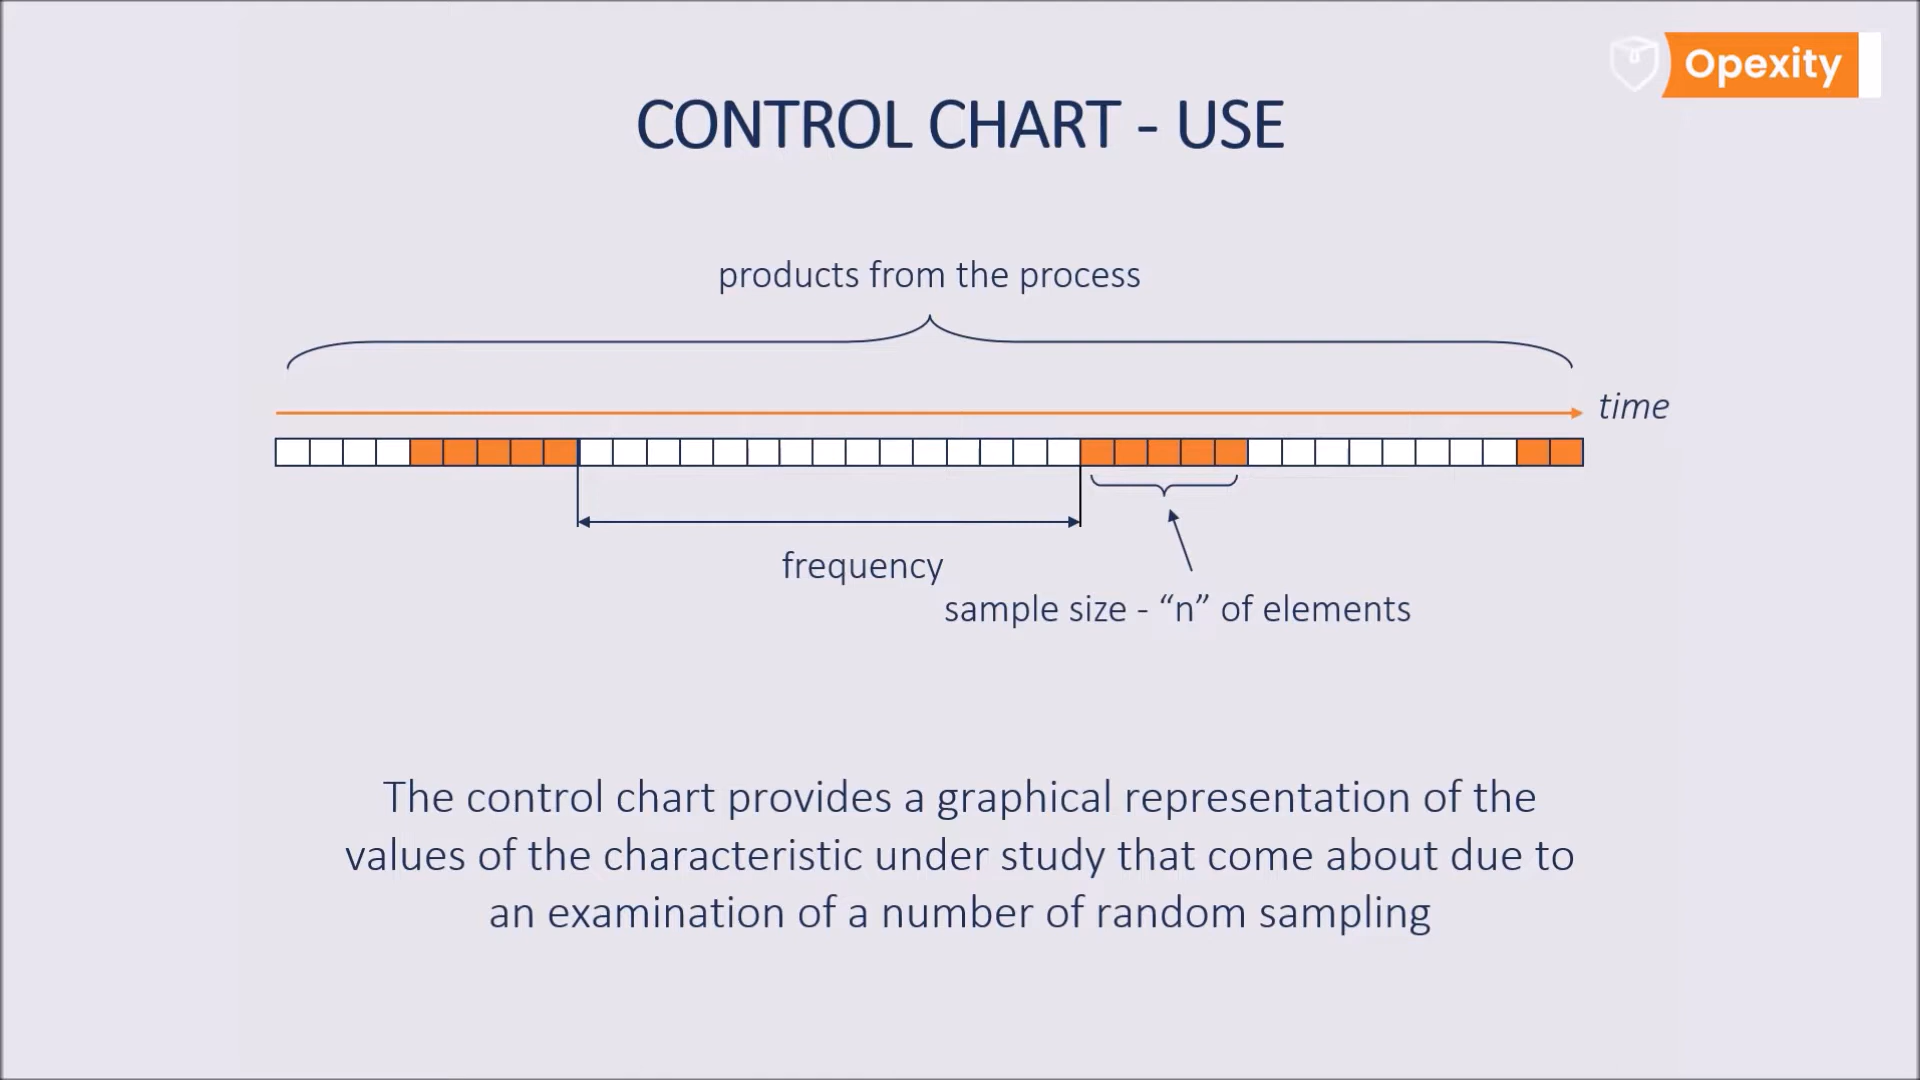 Opexity
CONTROL CHART - USE
products from the process
time
frequency
sample size - “n” of elements
The control chart provides a graphical representation of the
values of the characteristic under study that come about due to
an examination of a number of random sampling